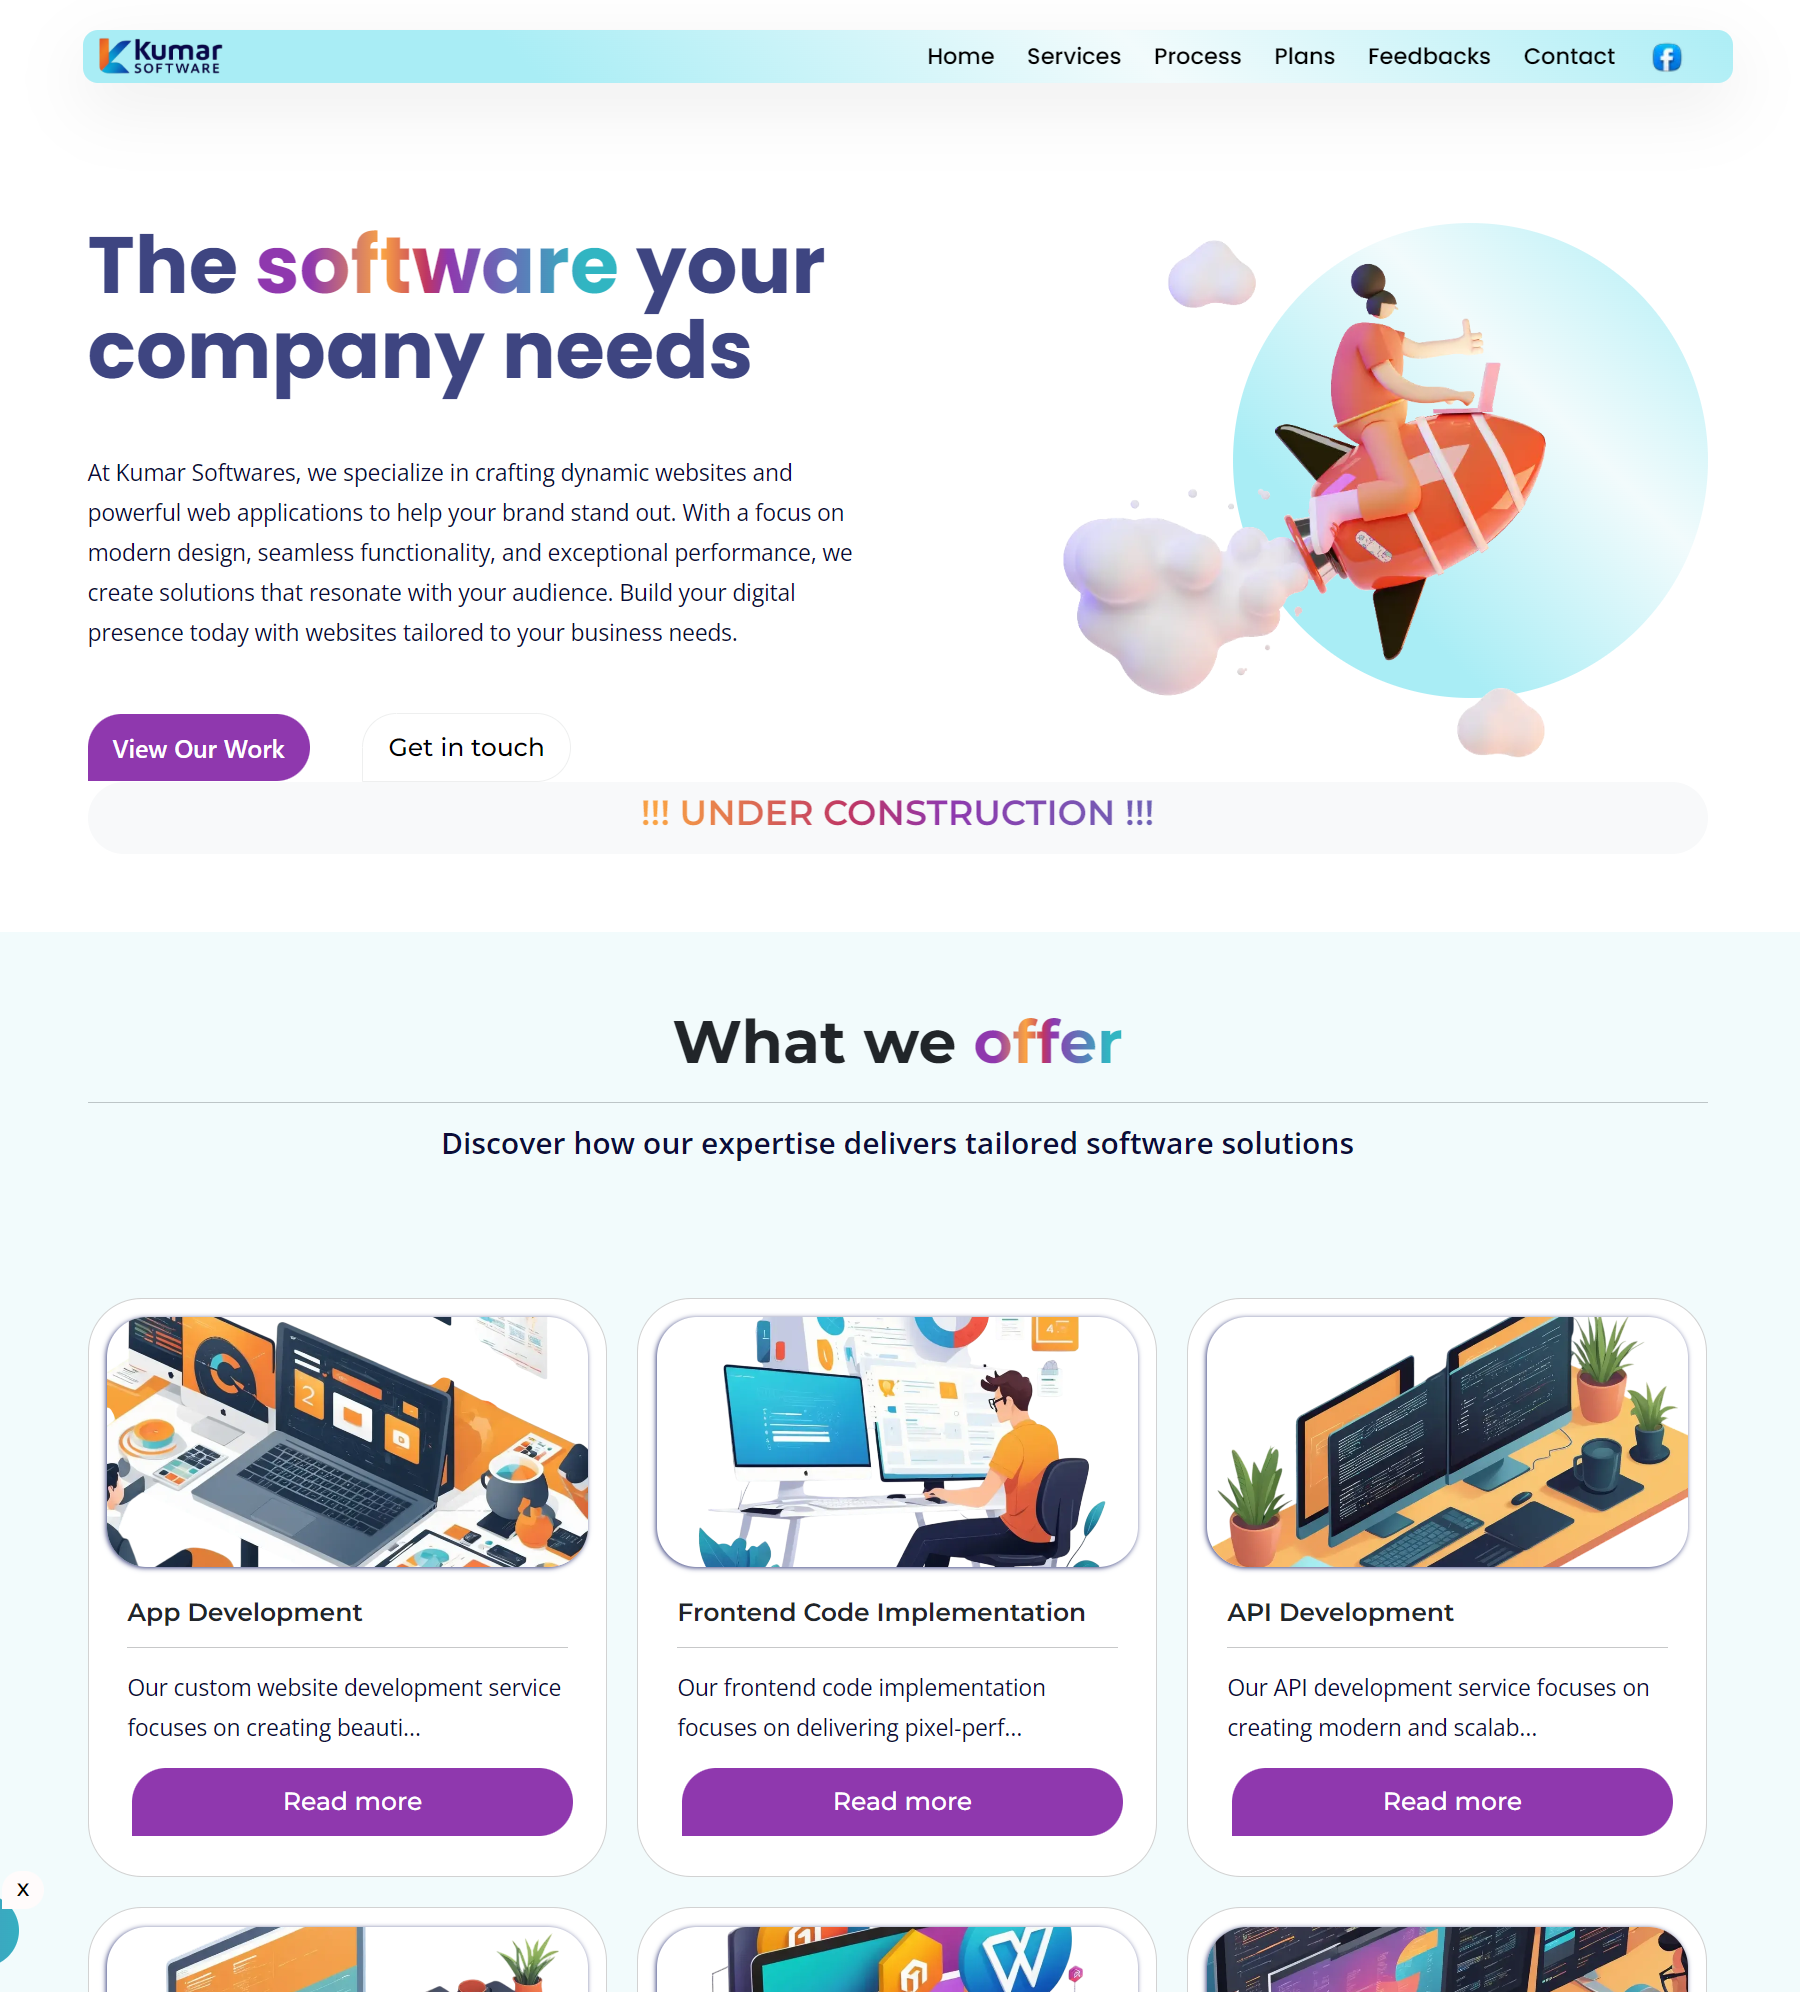 Kumar
SOFTWARE
Home Services Process Plans Feedbacks Contact
The software your
company needs
At Kumar Softwares, we specialize in crafting dynamic websites and
powerful web applications to help your brand stand out. With a focus on
modern design, seamless functionality, and exceptional performance, we
create solutions that resonate with your audience. Build your digital
presence today with websites tailored to your business needs.
View Our Work
Get in touch
!!! UNDER CONSTRUCTION !!!
What we offer
Discover how our expertise delivers tailored software solutions
2
4
App Development
Our custom website development service
focuses on creating beauti...
Read more
Frontend Code Implementation
Our frontend code implementation
focuses on delivering pixel-perf...
Read more
API Development
Our API development service focuses on
creating modern and scalab...
Read more
X